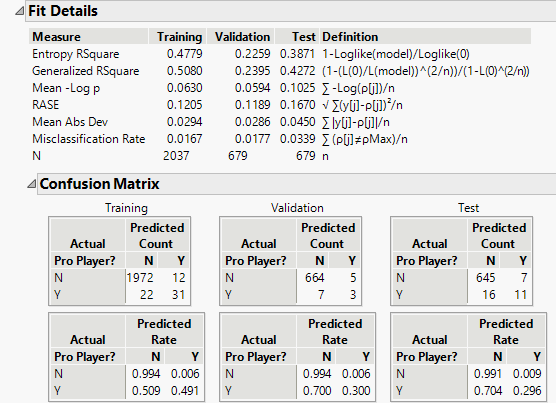 Fit Details
Measure Training Validation Test Definition
Entropy RSquare 0.4779 0.2259 0.3871 1-Loglike(model)/Loglike(0)
Generalized RSquare 0.5080 0.2395 0.4272 (1-(L(0)/L(model))^(2/n))/(1-L(0)^(2/n))
Mean -Log p 0.0630 0.0594 0.1025 ∑ -Log(ρ[j])/n
RASE 0.1205 0.1189 0.1670 √ ∑(y[j]-ρ[j])²/n
Mean Abs Dev 0.0294 0.0286 0.0450 ∑ |y[j]-ρ[j]|/n
Misclassification Rate 0.0167 0.0177 0.0339 ∑ (ρ[j]≠ρMax)/n
N 2037 679 679 n
Confusion Matrix
Training Validation Test
Predicted Predicted Predicted
Actual Count Actual Count Actual Count
Pro Player? N Y Pro Player? N Y Pro Player? N Y
N 1972 12 N 664 5 N 645 7
Y 22 31 Y 7 3 Y 16 11
Predicted Predicted Predicted
Actual Rate Actual Rate Actual Rate
Pro Player? N Y Pro Player? N Y Pro Player? N Y
N 0.994 0.006 N 0.994 0.006 N 0.991 0.009
Y 0.509 0.491 Y 0.700 0.300 Y 0.704 0.296